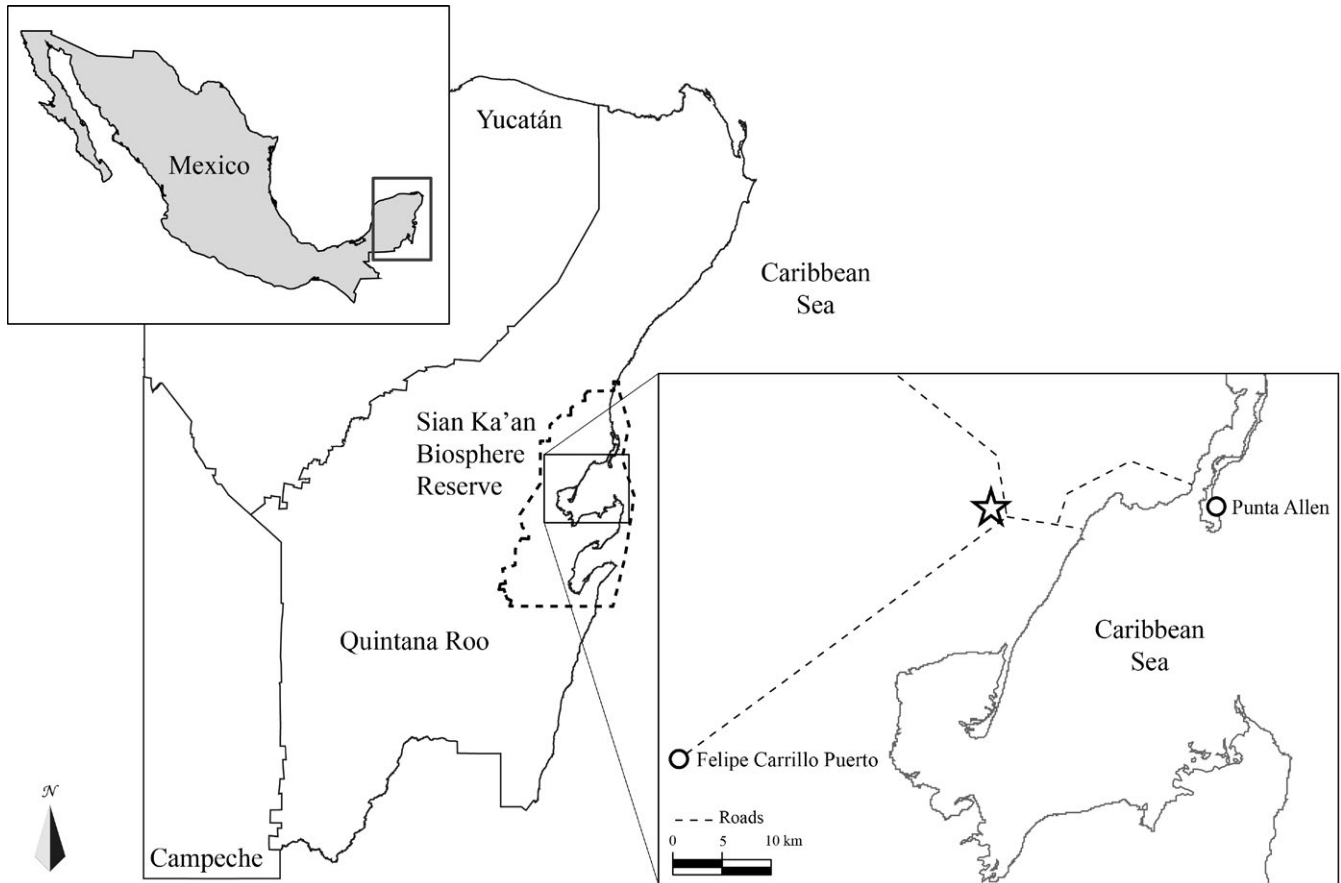 Mexico
Yucatán
Caribbean
Sea
Sian Ka’an
Biosphere
Reserve
Quintana Roo
Campeche
N
Punta Allen
Caribbean
Sea
Felipe Carrillo Puerto
Roads
0 5 10 km